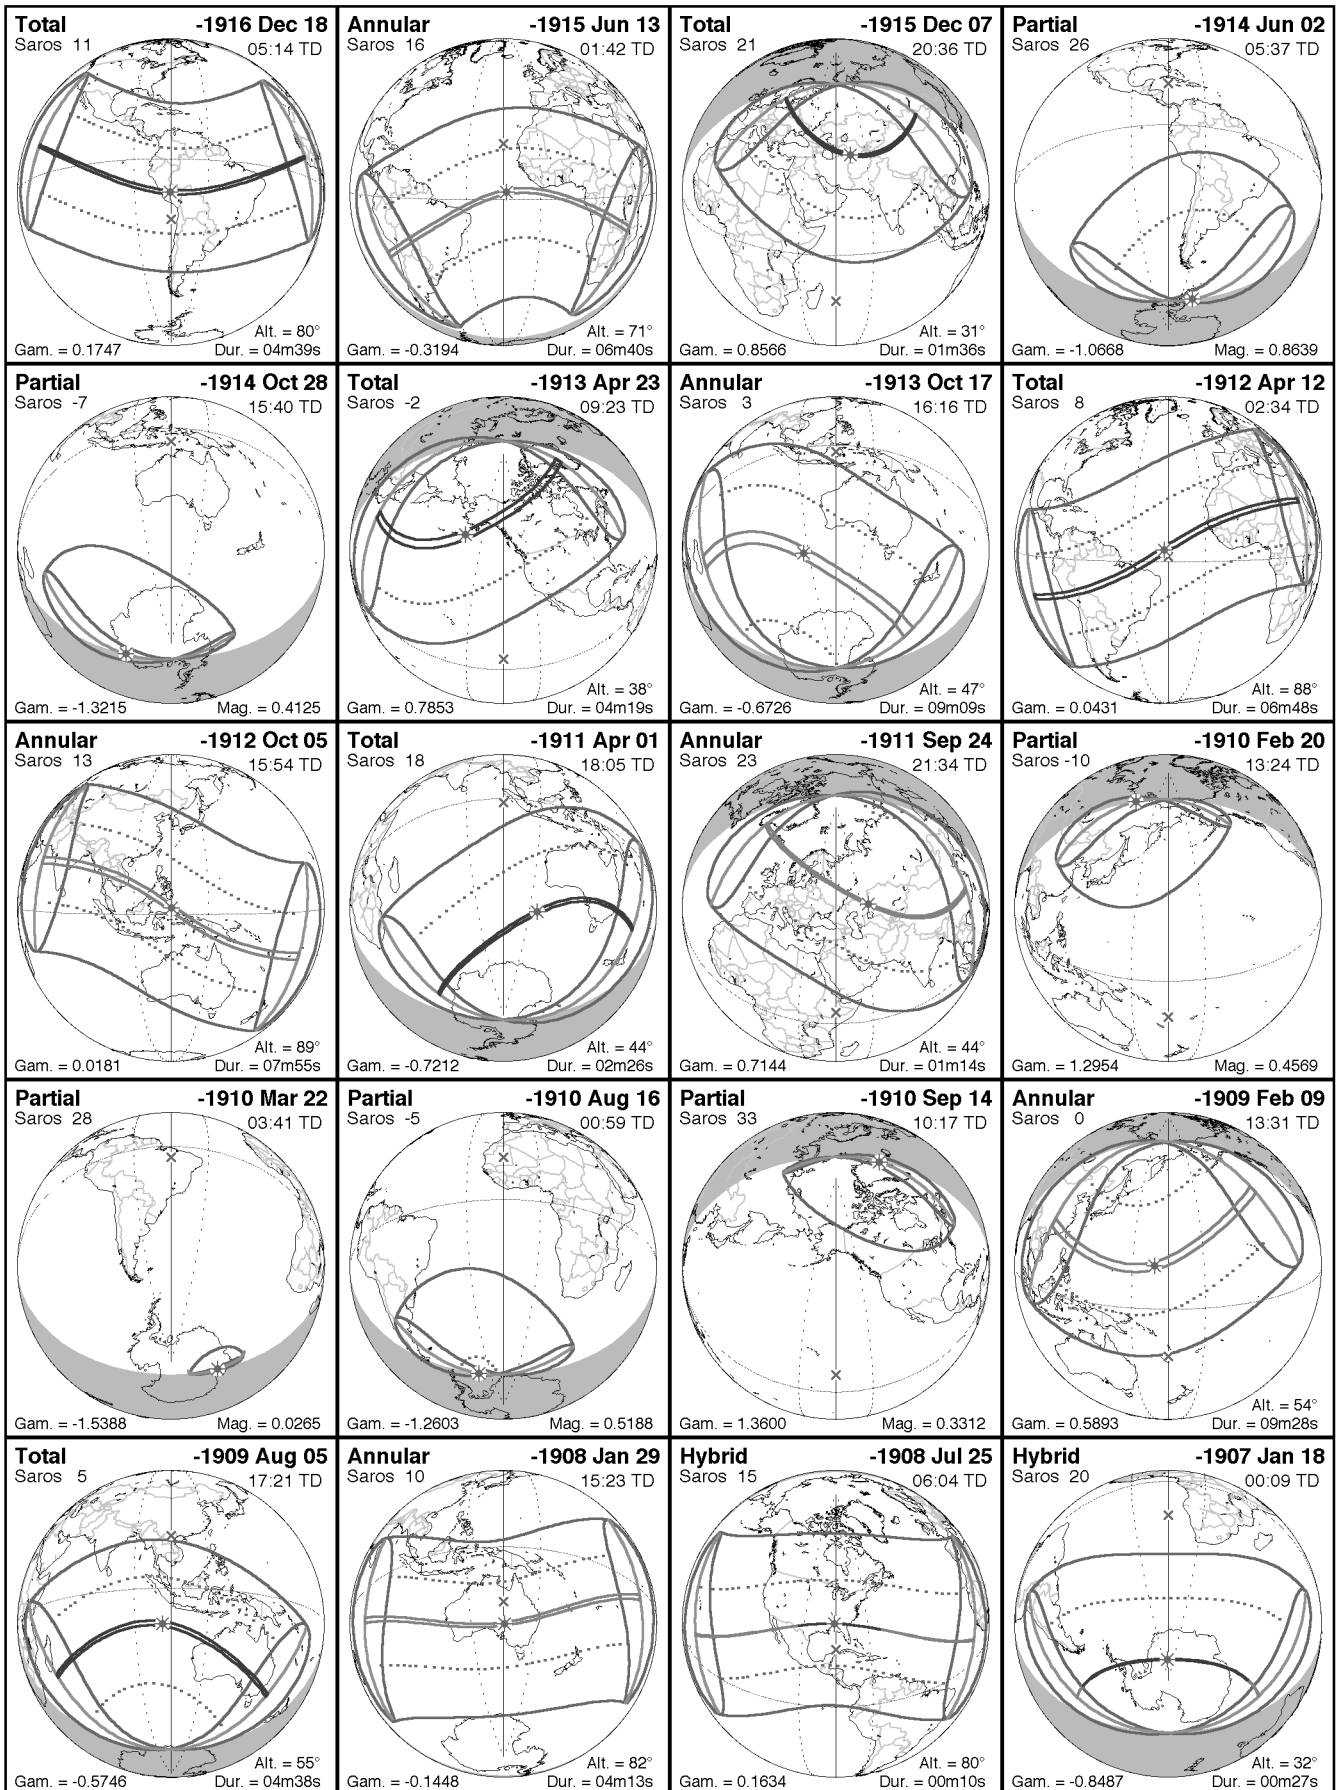 Total -1916 Dec 18
Saros 11 05:14 TD
Alt. = 80°
Gam. = 0.1747 Dur. = 04m39s
Annular -1915 Jun 13
Saros 16 01:42 TD
Alt. = 71°
Gam. = -0.3194 Dur. = 06m40s
Total -1915 Dec 07
Saros 21 20:36 TD
Alt. = 31°
Gam. = 0.8566 Dur. = 01m36s
Partial -1914 Jun 02
Saros 26 05:37 TD
Gam. = -1.0668 Mag. = 0.8639
Partial -1914 Oct 28
Saros -7 15:40 TD
Gam. = -1.3215 Mag. = 0.4125
Total -1913 Apr 23
Saros -2 09:23 TD
Alt. = 38°
Gam. = 0.7853 Dur. = 04m19s
Annular -1913 Oct 17
Saros 3 16:16 TD
Alt. = 47°
Gam. = -0.6726 Dur. = 09m09s
Total -1912 Apr 12
Saros 8 02:34 TD
Alt. = 88°
Gam. = 0.0431 Dur. = 06m48s
Annular -1912 Oct 05
Saros 13 15:54 TD
Alt. = 89°
Gam. = 0.0181 Dur. = 07m55s
Total -1911 Apr 01
Saros 18 18:05 TD
Alt. = 44°
Gam. = -0.7212 Dur. = 02m26s
Annular -1911 Sep 24
Saros 23 21:34 TD
Alt. = 44°
Gam. = 0.7144 Dur. = 01m14s
Partial -1910 Feb 20
Saros -10 13:24 TD
Gam. = 1.2954 Mag. = 0.4569
Partial -1910 Mar 22
Saros 28 03:41 TD
Gam. = -1.5388 Mag. = 0.0265
Partial -1910 Aug 16
Saros -5 00:59 TD
Gam. = -1.2603 Mag. = 0.5188
Partial -1910 Sep 14
Saros 33 10:17 TD
Gam. = 1.3600 Mag. = 0.3312
Annular -1909 Feb 09
Saros 0 13:31 TD
Alt. = 54°
Gam. = 0.5893 Dur. = 09m28s
Total -1909 Aug 05
Saros 5 17:21 TD
Alt. = 55°
Gam. = -0.5746 Dur. = 04m38s
Annular -1908 Jan 29
Saros 10 15:23 TD
Alt. = 82°
Gam. = -0.1448 Dur. = 04m13s
Hybrid -1908 Jul 25
Saros 15 06:04 TD
Alt. = 80°
Gam. = 0.1634 Dur. = 00m10s
Hybrid -1907 Jan 18
Saros 20 00:09 TD
Alt. = 32°
Gam. = -0.8487 Dur. = 00m27s